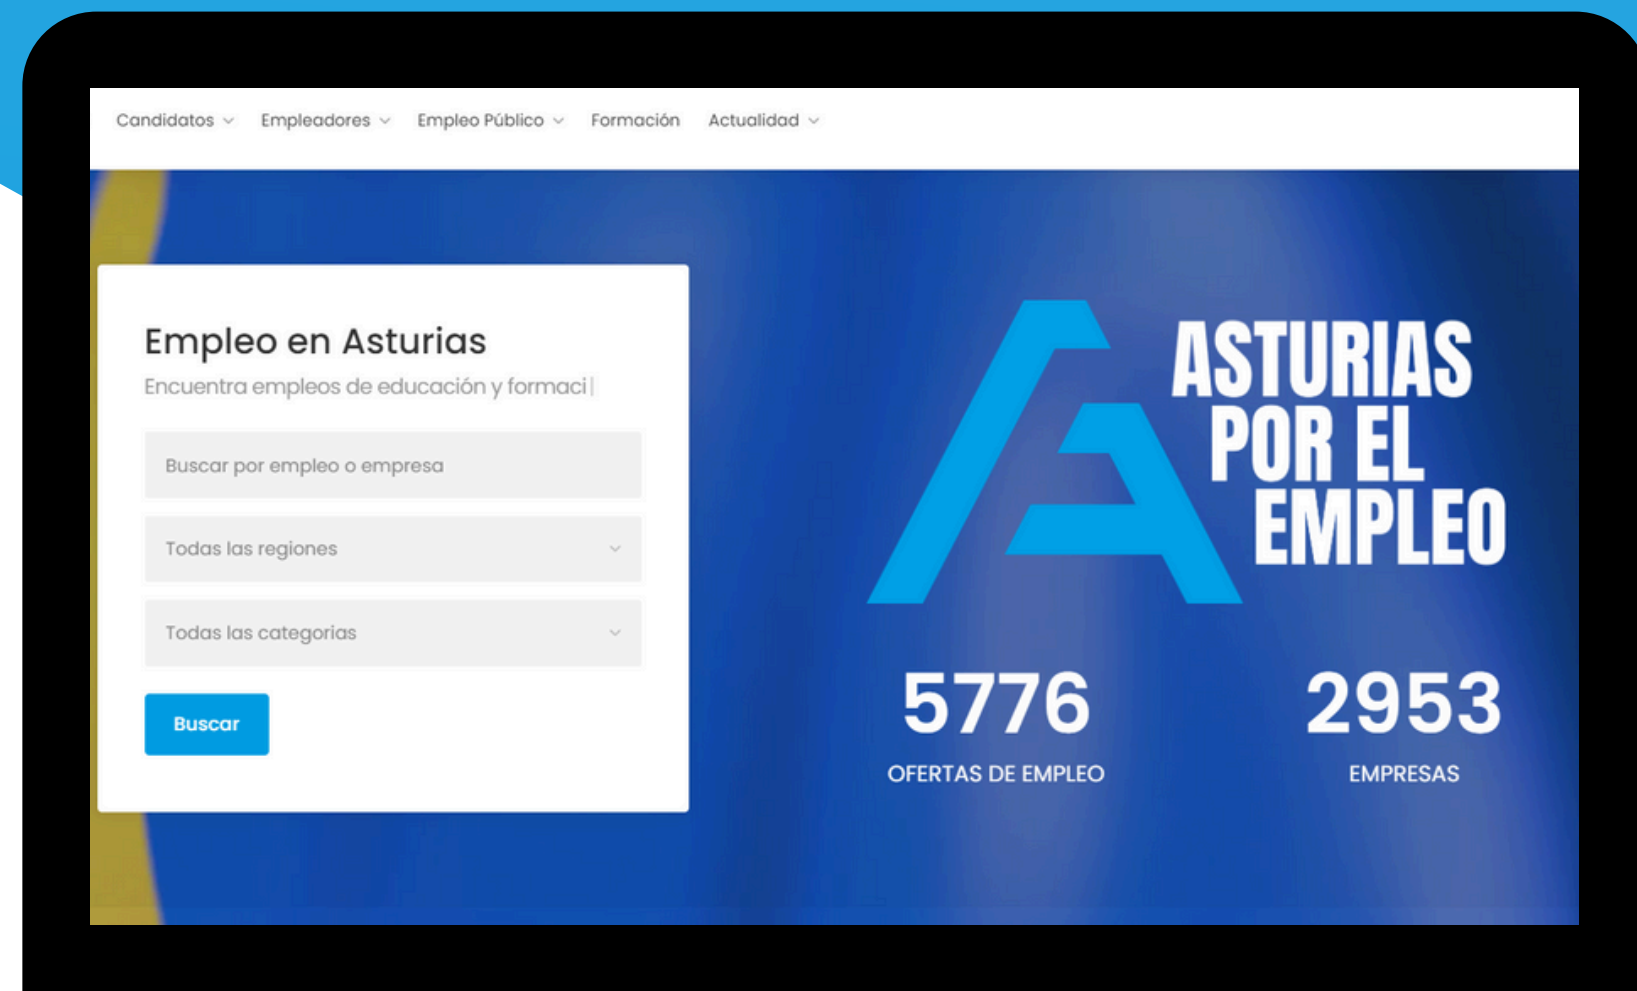 Candidatos Empleadores Empleo Público Formación Actualidad
Empleo en Asturias
Encuentra empleos de educación y formaci
Buscar por empleo o empresa
Todas las regiones
Todas las categorias
Buscar
ASTURIAS
POR EL
EMPLEO
5776
OFERTAS DE EMPLEO
2953
EMPRESAS